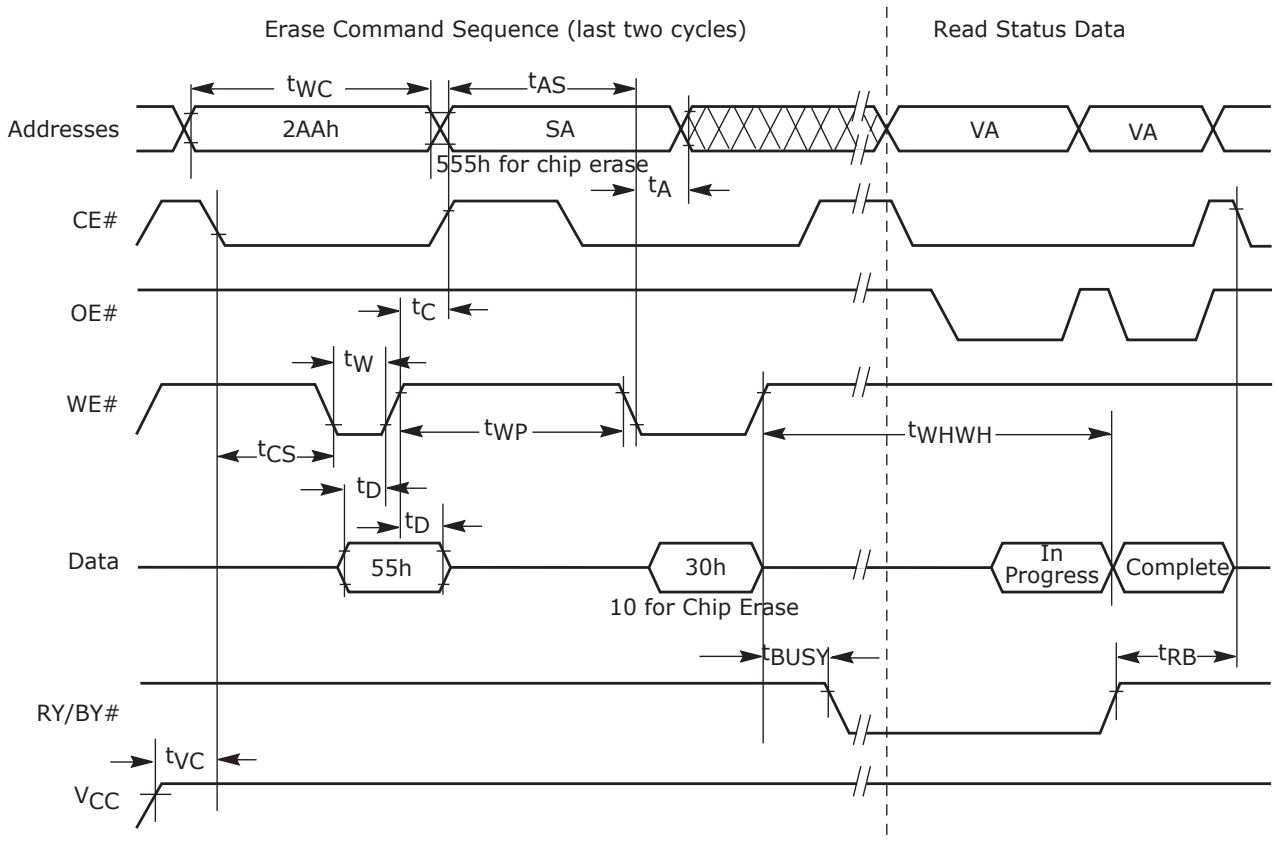 Erase Command Sequence (last two cycles)
Read Status Data
tWC
tAS
Addresses
2AAh
SA
VA
VA
555h for chip erase
tA
CE#
OE#
tC
tW
WE#
tWP
tWHWH
tCS
tD
tD
Data
55h
30h
In
Progress
Complete
10 for Chip Erase
tBUSY
tRB
RY/BY#
tVC
VCC